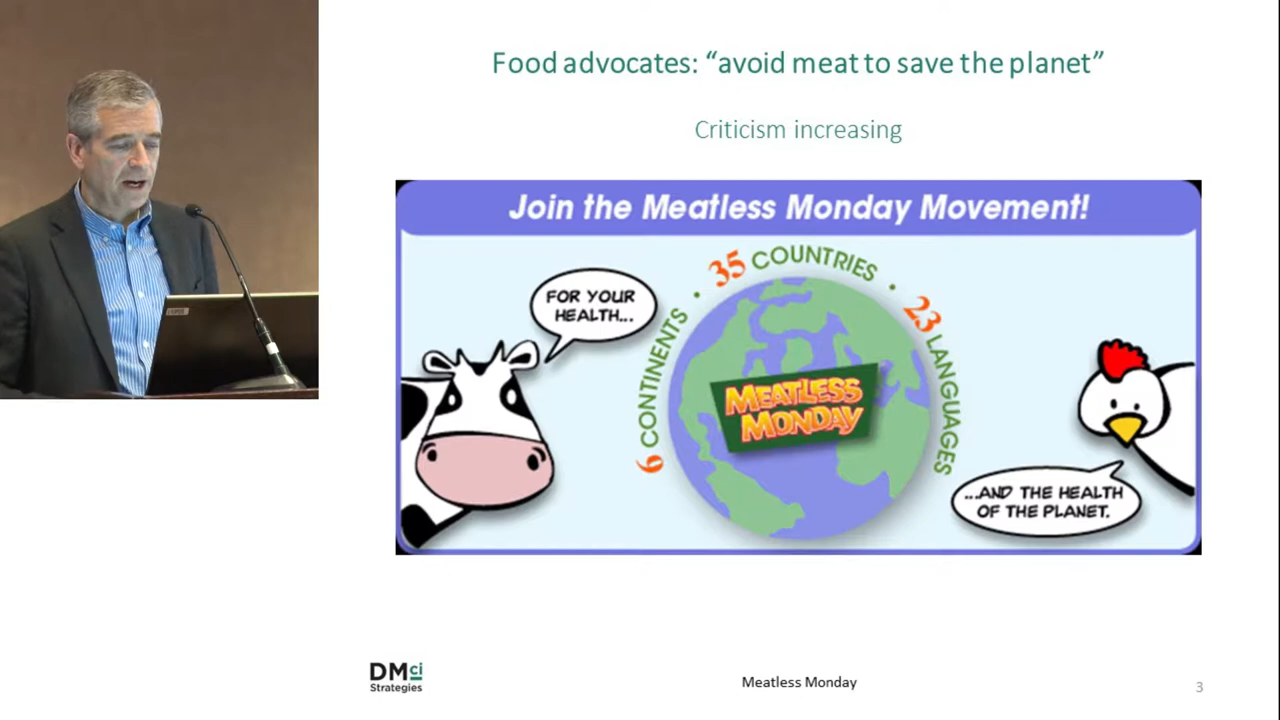 Food advocates: “avoid meat to save the planet”
Criticism increasing
Join the Meatless Monday Movement!
FOR YOUR
HEALTH...
6 CONTINENTS • 35 COUNTRIES • 23 LANGUAGES
MEATLESS
MONDAY
...AND THE HEALTH
OF THE PLANET.
DMci
Strategies
Meatless Monday
3